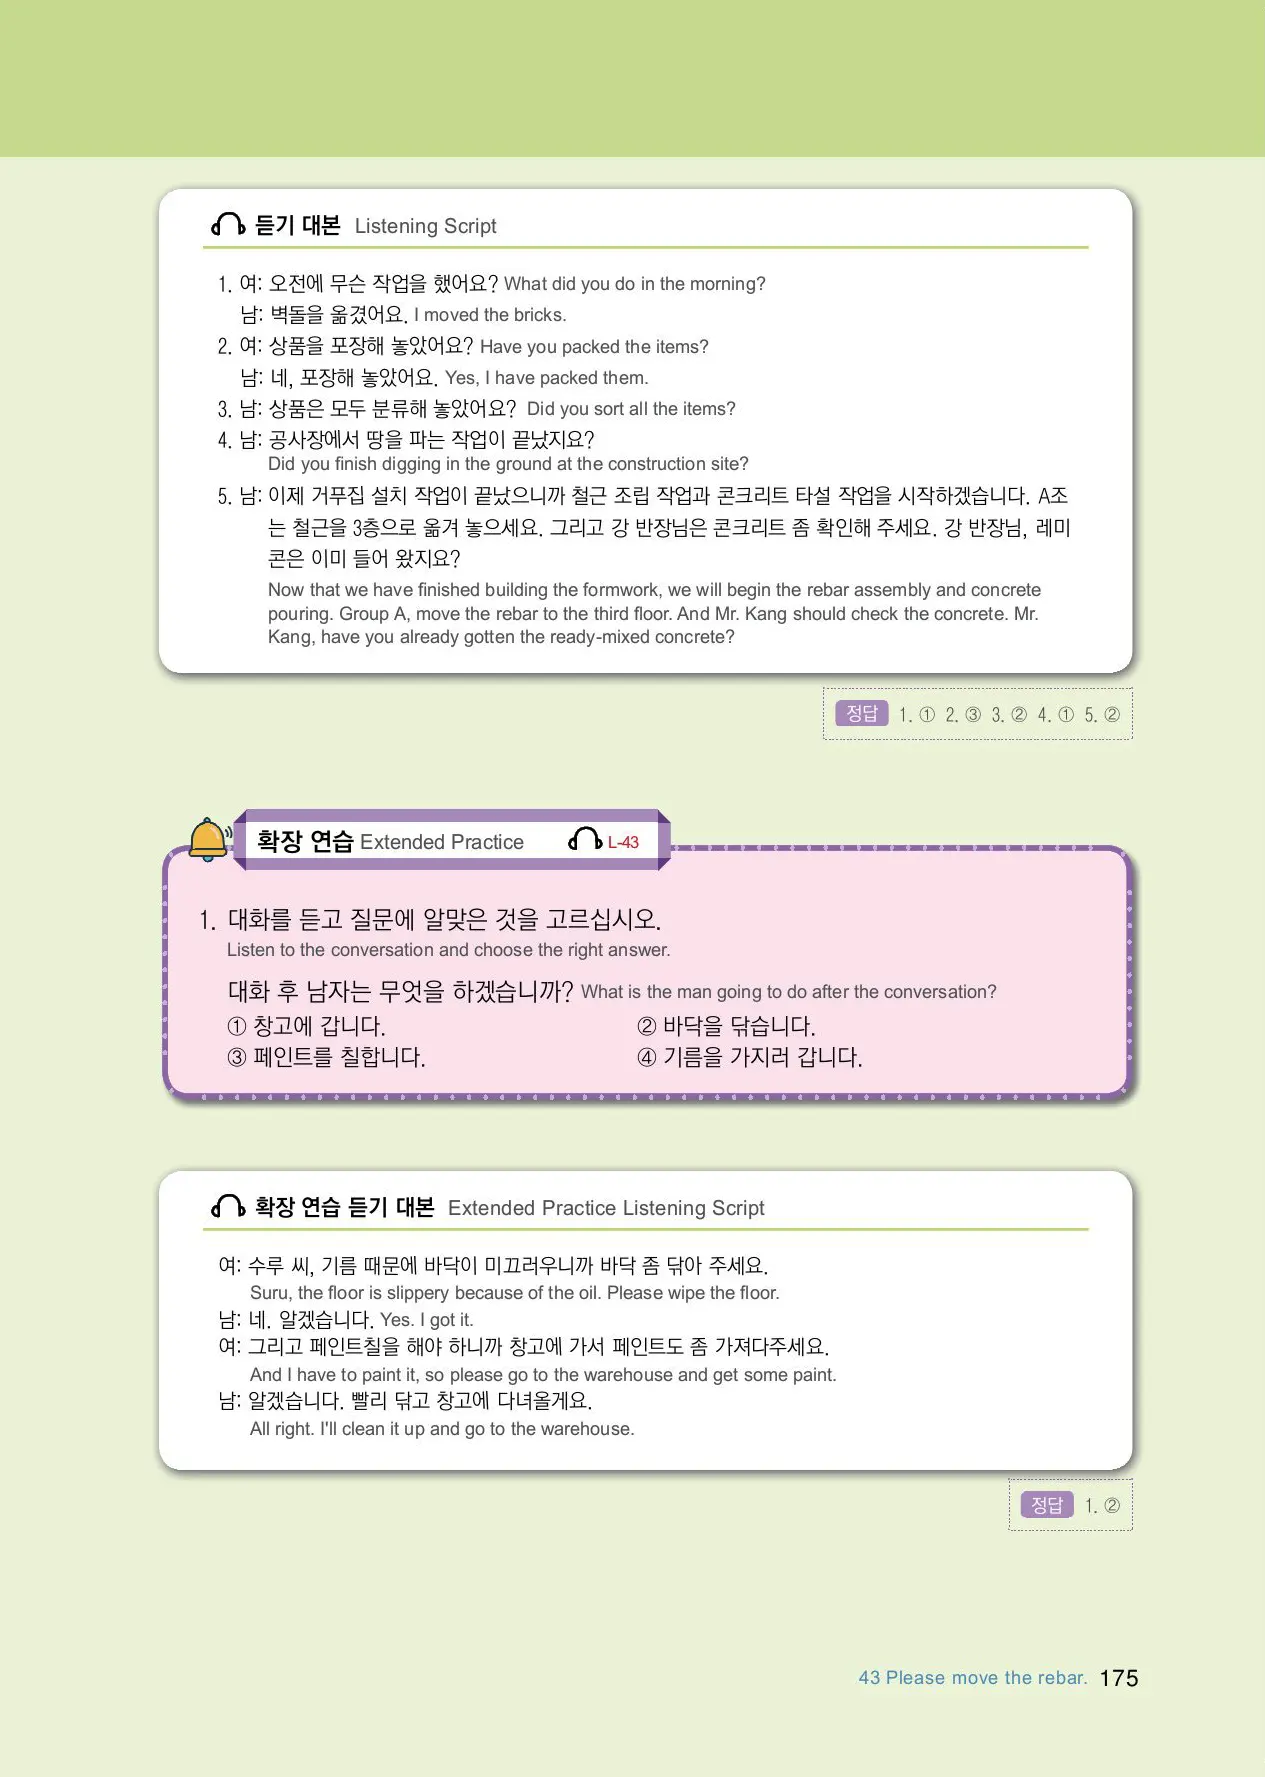 듣기 대본 Listening Script
1. 여: 오전에 무슨 작업을 했어요? What did you do in the morning?
남: 벽돌을 옮겼어요. I moved the bricks.
2. 여: 상품을 포장해 놓았어요? Have you packed the items?
남: 네, 포장해 놓았어요. Yes, I have packed them.
3. 남: 상품은 모두 분류해 놓았어요? Did you sort all the items?
4. 남: 공사장에서 땅을 파는 작업이 끝났지요?
Did you finish digging in the ground at the construction site?
5. 남: 이제 거푸집 설치 작업이 끝났으니까 철근 조립 작업과 콘크리트 타설 작업을 시작하겠습니다. A조
는 철근을 3층으로 옮겨 놓으세요. 그리고 강 반장님은 콘크리트 좀 확인해 주세요. 강 반장님, 레미
콘은 이미 들어 왔지요?
Now that we have finished building the formwork, we will begin the rebar assembly and concrete
pouring. Group A, move the rebar to the third floor. And Mr. Kang should check the concrete. Mr.
Kang, have you already gotten the ready-mixed concrete?
정답 1. ① 2. ③ 3. ② 4. ① 5. ②
확장 연습 Extended Practice L-43
1. 대화를 듣고 질문에 알맞은 것을 고르십시오.
Listen to the conversation and choose the right answer.
대화 후 남자는 무엇을 하겠습니까? What is the man going to do after the conversation?
① 창고에 갑니다. ② 바닥을 닦습니다.
③ 페인트를 칠합니다. ④ 기름을 가지러 갑니다.
확장 연습 듣기 대본 Extended Practice Listening Script
여: 수루 씨, 기름 때문에 바닥이 미끄러우니까 바닥 좀 닦아 주세요.
Suru, the floor is slippery because of the oil. Please wipe the floor.
남: 네. 알겠습니다. Yes. I got it.
여: 그리고 페인트칠을 해야 하니까 창고에 가서 페인트도 좀 가져다주세요.
And I have to paint it, so please go to the warehouse and get some paint.
남: 알겠습니다. 빨리 닦고 창고에 다녀올게요.
All right. I'll clean it up and go to the warehouse.
정답 1. ②
43 Please move the rebar. 175